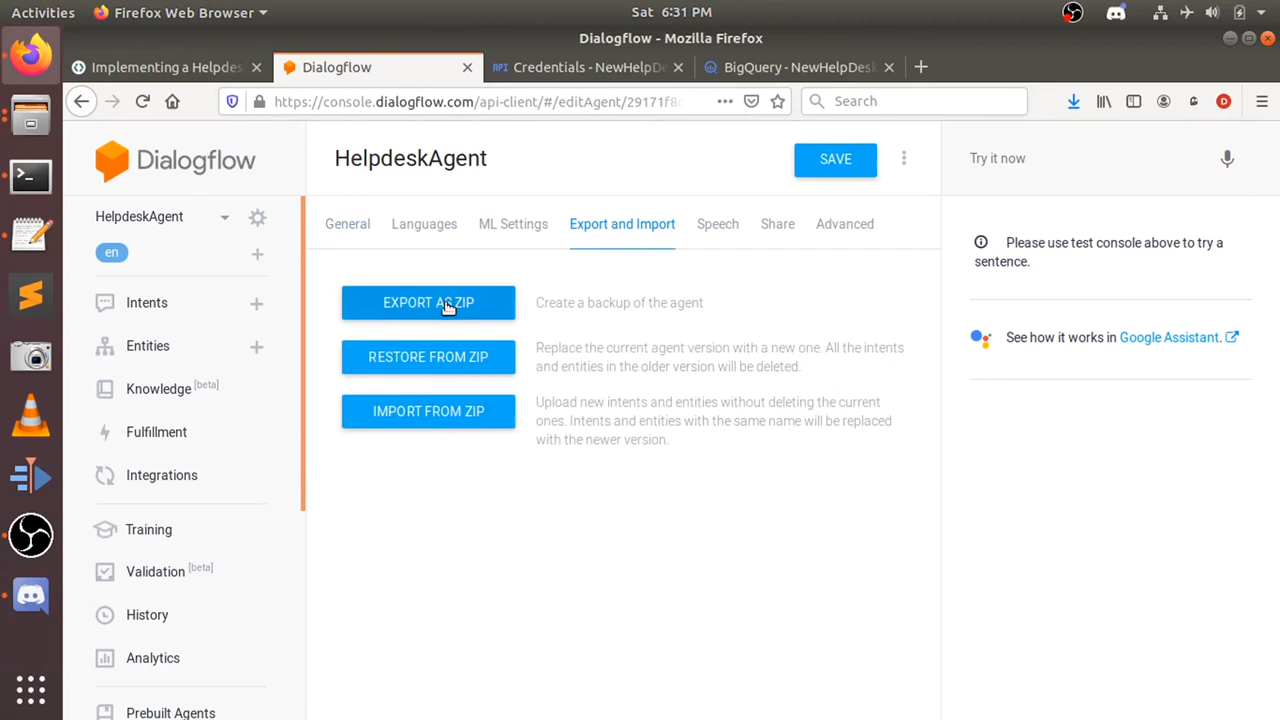 Activities
Firefox Web Browser
Sat 6:31 PM
Dialogflow - Mozilla Firefox
Implementing a Helpdes
Dialogflow
API
Credentials - NewHelpDe
BigQuery - NewHelpDesk
https://console.dialogflow.com/api-client/#/editAgent/29171f8
Search
Dialogflow
HelpdeskAgent
SAVE
Try it now
HelpdeskAgent
en
General
Languages
ML Settings
Export and Import
Speech
Share
Advanced
Please use test console above to try a
sentence.
See how it works in Google Assistant.
Intents
Entities
Knowledge [beta]
Fulfillment
Integrations
Training
Validation [beta]
History
Analytics
Prebuilt Agents
EXPORT AS ZIP
Create a backup of the agent
RESTORE FROM ZIP
Replace the current agent version with a new one. All the intents
and entities in the older version will be deleted.
IMPORT FROM ZIP
Upload new intents and entities without deleting the current
ones. Intents and entities with the same name will be replaced
with the newer version.